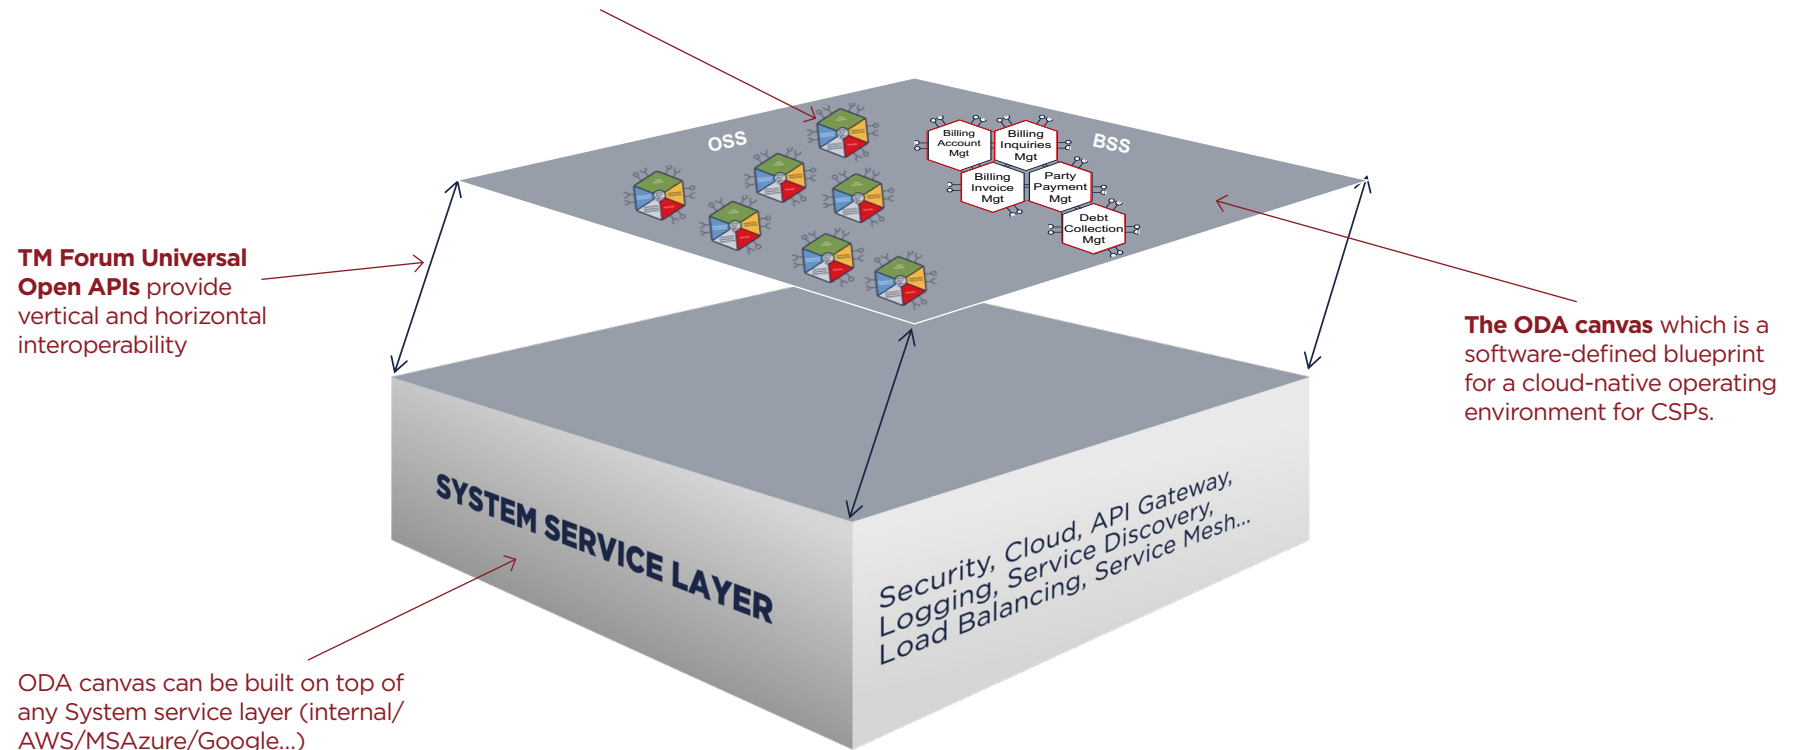 OSS
BSS
Billing
Account
Mgt
Billing
Inquiries
Mgt
Billing
Invoice
Mgt
Party
Payment
Mgt
Debt
Collection
Mgt
TM Forum Universal
Open APIs provide
vertical and horizontal
interoperability
The ODA canvas which is a
software-defined blueprint
for a cloud-native operating
environment for CSPs.
SYSTEM SERVICE LAYER
Security, Cloud, API Gateway,
Logging, Service Discovery,
Load Balancing, Service Mesh...
ODA canvas can be built on top of
any System service layer (internal/
AWS/MSAzure/Google...)